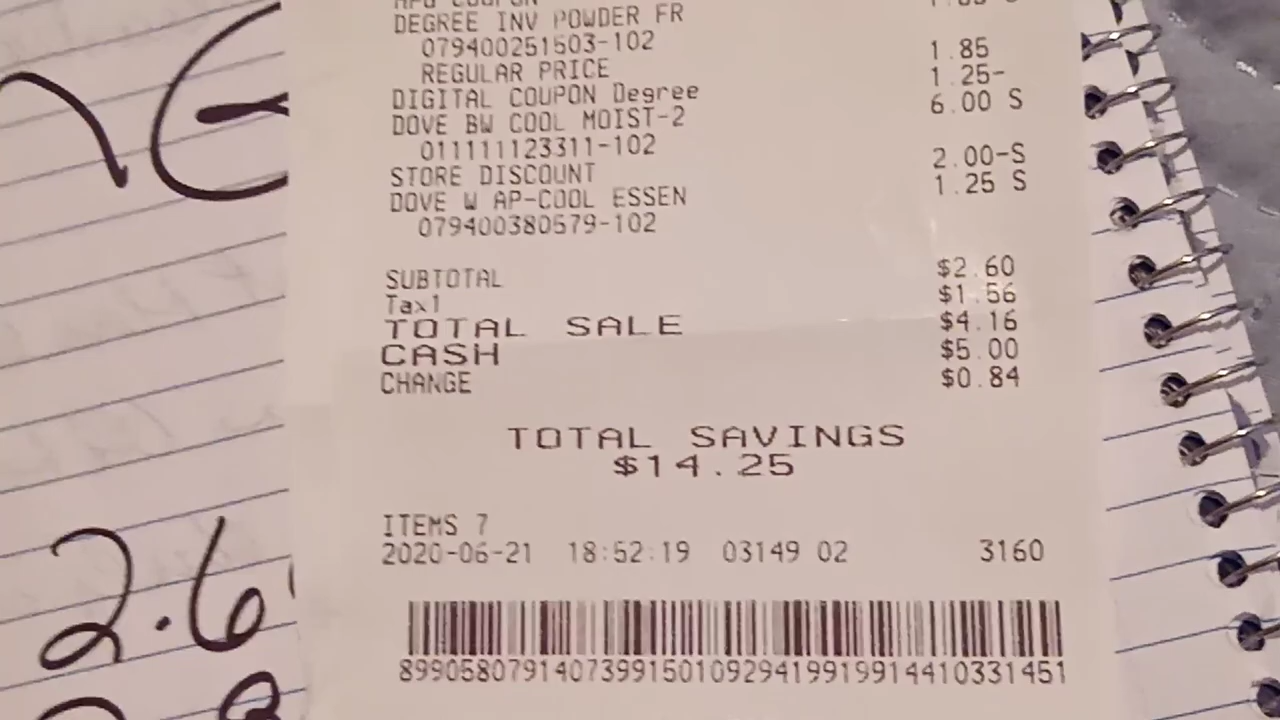 DEGREE INV POWDER FR
079400251503-102
REGULAR PRICE 1.85
DIGITAL COUPON Degree 1.25-
DOVE BW COOL MOIST-2 6.00 S
011111123311-102
STORE DISCOUNT 2.00-S
DOVE W AP-COOL ESSEN 1.25 S
079400380579-102
SUBTOTAL $2.60
Tax1 $1.56
TOTAL SALE $4.16
CASH $5.00
CHANGE $0.84
TOTAL SAVINGS
$14.25
ITEMS 7
2020-06-21 18:52:19 03149 02 3160
899058079140739915010929419919914410331451
2.6